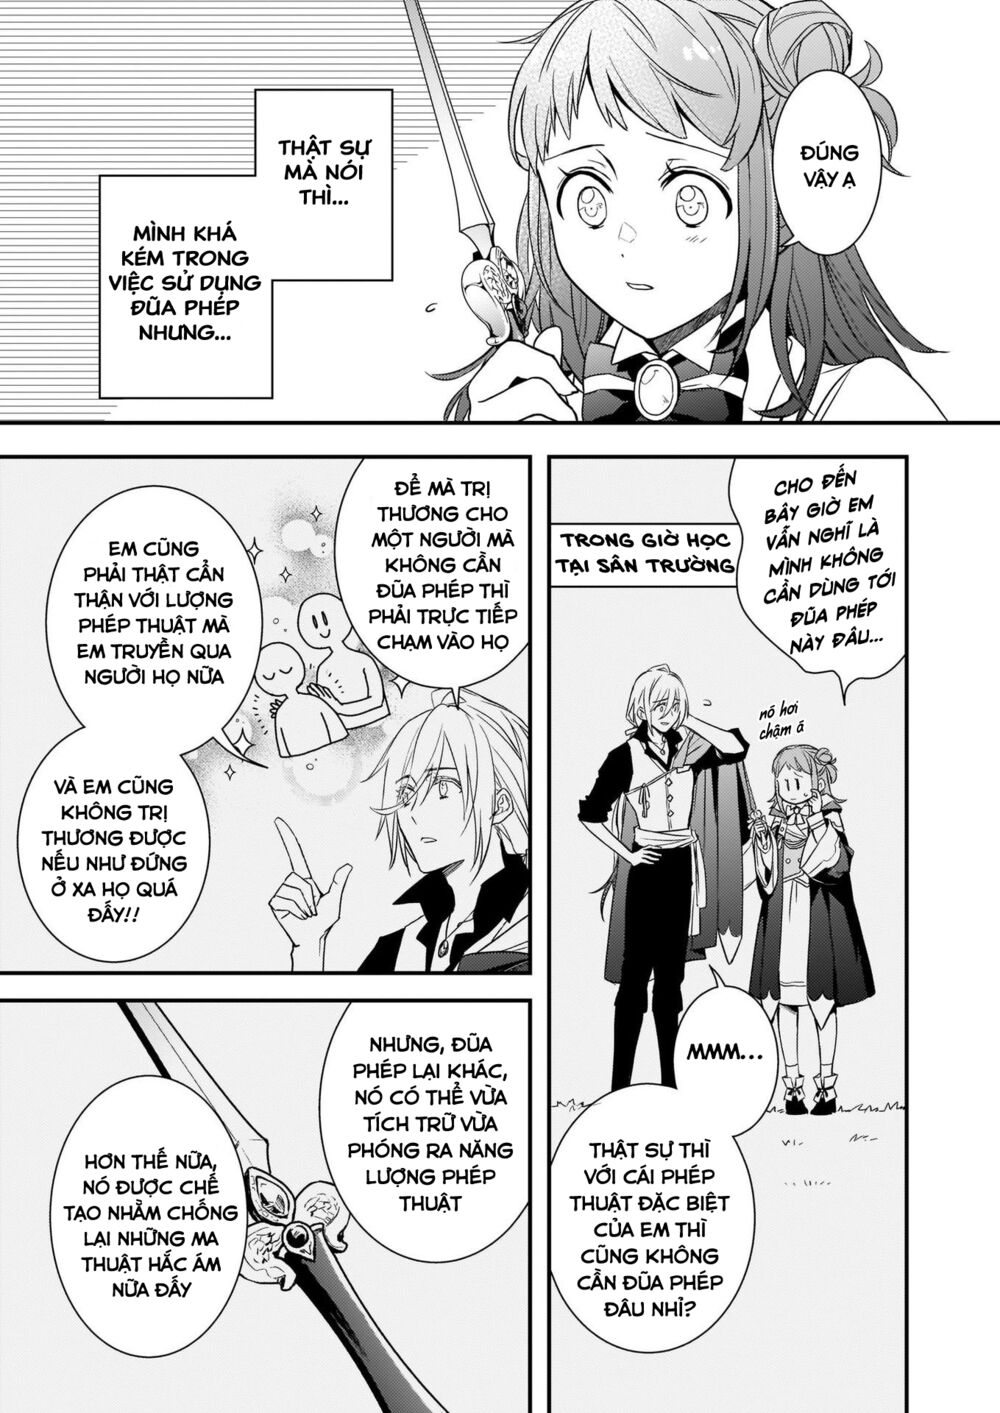 ĐÚNG
VẬY Ạ
THẬT SỰ
MÀ NÓI
THÌ...
MÌNH KHÁ
KÉM TRONG
VIỆC SỬ DỤNG
ĐŨA PHÉP
NHƯNG...
TRONG GIỜ HỌC
TẠI SÂN TRƯỜNG
CHO ĐẾN
BÂY GIỜ EM
VẪN NGHĨ LÀ
MÌNH KHÔNG
CẦN DÙNG TỚI
ĐŨA PHÉP
NÀY ĐÂU...
nó hơi
chậm á
MMM...
THẬT SỰ THÌ
VỚI CÁI PHÉP
THUẬT ĐẶC BIỆT
CỦA EM THÌ
CŨNG KHÔNG
CẦN ĐŨA PHÉP
ĐÂU NHỈ?
ĐỂ MÀ TRỊ
THƯƠNG CHO
MỘT NGƯỜI MÀ
KHÔNG CẦN
ĐŨA PHÉP THÌ
PHẢI TRỰC TIẾP
CHẠM VÀO HỌ
EM CŨNG
PHẢI THẬT CẨN
THẬN VỚI LƯỢNG
PHÉP THUẬT MÀ
EM TRUYỀN QUA
NGƯỜI HỌ NỮA
VÀ EM CŨNG
KHÔNG TRỊ
THƯƠNG ĐƯỢC
NẾU NHƯ ĐỨNG
Ở XA HỌ QUÁ
ĐẤY!!
NHƯNG, ĐŨA
PHÉP LẠI KHÁC,
NÓ CÓ THỂ VỪA
TÍCH TRỮ VỪA
PHÓNG RA NĂNG
LƯỢNG PHÉP
THUẬT
HƠN THẾ NỮA,
NÓ ĐƯỢC CHẾ
TẠO NHẰM CHỐNG
LẠI NHỮNG MA
THUẬT HẮC ÁM
NỮA ĐẤY